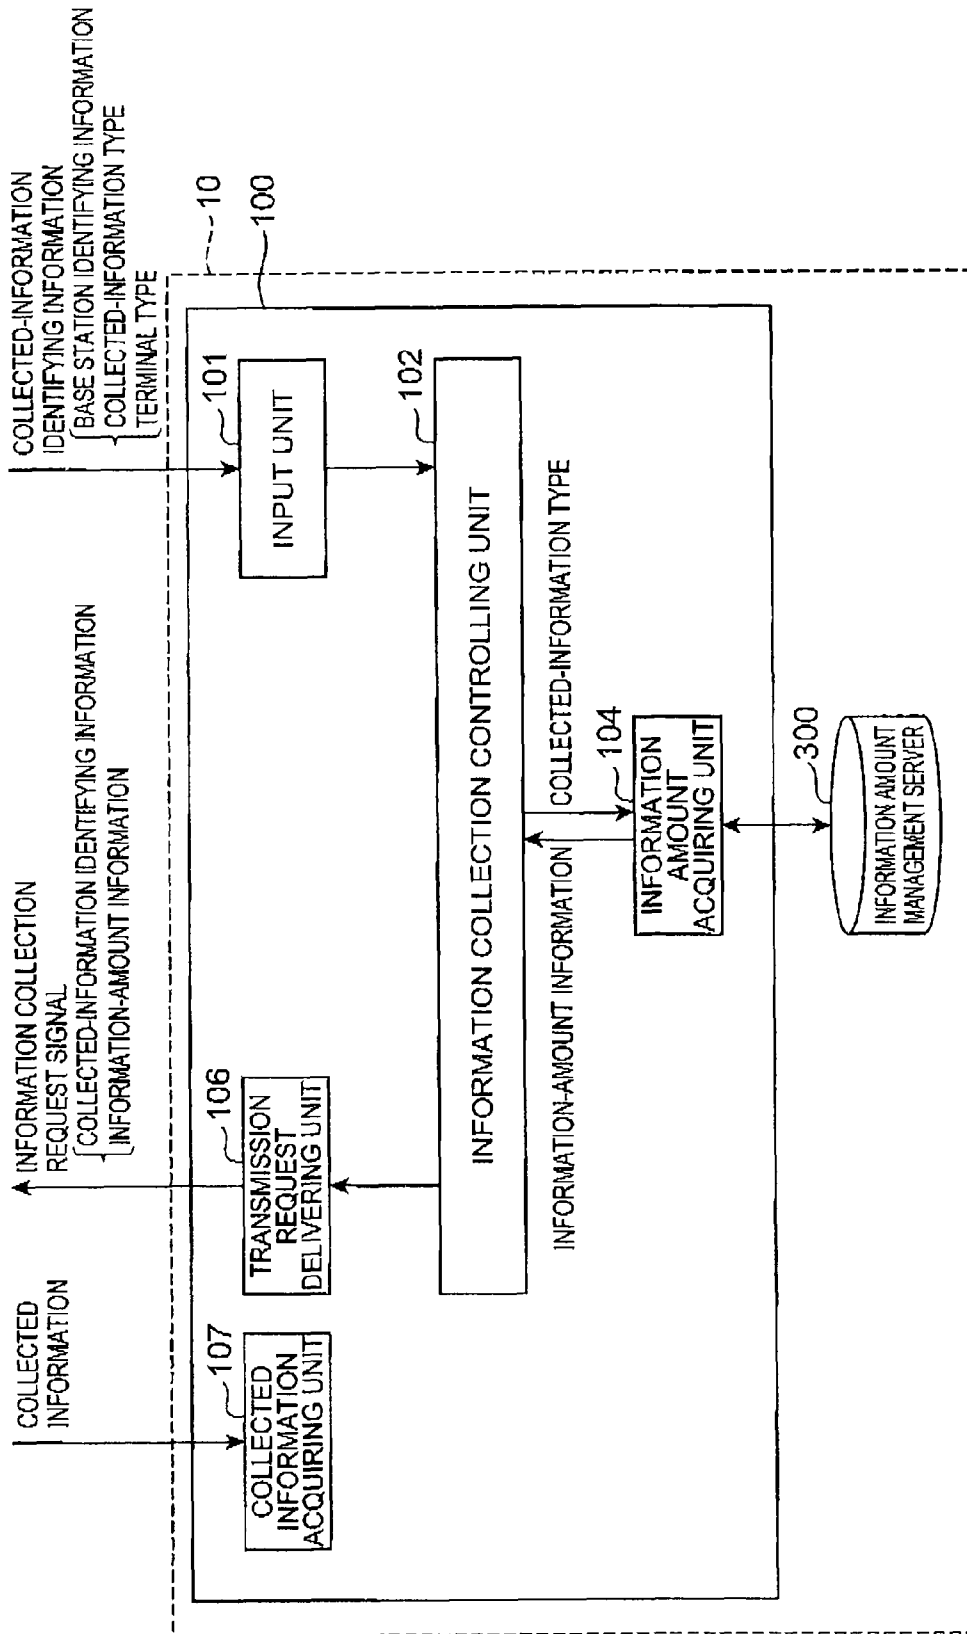 COLLECTED
INFORMATION
INFORMATION COLLECTION
REQUEST SIGNAL
COLLECTED-INFORMATION IDENTIFYING INFORMATION
INFORMATION-AMOUNT INFORMATION
COLLECTED-INFORMATION
IDENTIFYING INFORMATION
BASE STATION IDENTIFYING INFORMATION
COLLECTED-INFORMATION TYPE
TERMINAL TYPE
10
100
107
COLLECTED
INFORMATION
ACQUIRING UNIT
106
TRANSMISSION
REQUEST
DELIVERING UNIT
101
INPUT UNIT
102
INFORMATION COLLECTION CONTROLLING UNIT
INFORMATION-AMOUNT INFORMATION
COLLECTED-INFORMATION TYPE
104
INFORMATION
AMOUNT
ACQUIRING UNIT
300
INFORMATION AMOUNT
MANAGEMENT SERVER